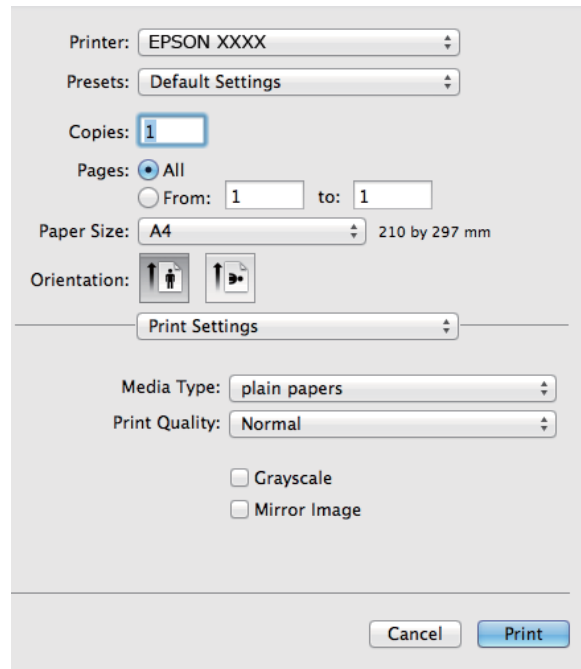 Printer: EPSON XXXX
Presets: Default Settings
Copies: 1
Pages: All
From: 1 to: 1
Paper Size: A4 210 by 297 mm
Orientation:
Print Settings
Media Type: plain papers
Print Quality: Normal
Grayscale
Mirror Image
Cancel Print